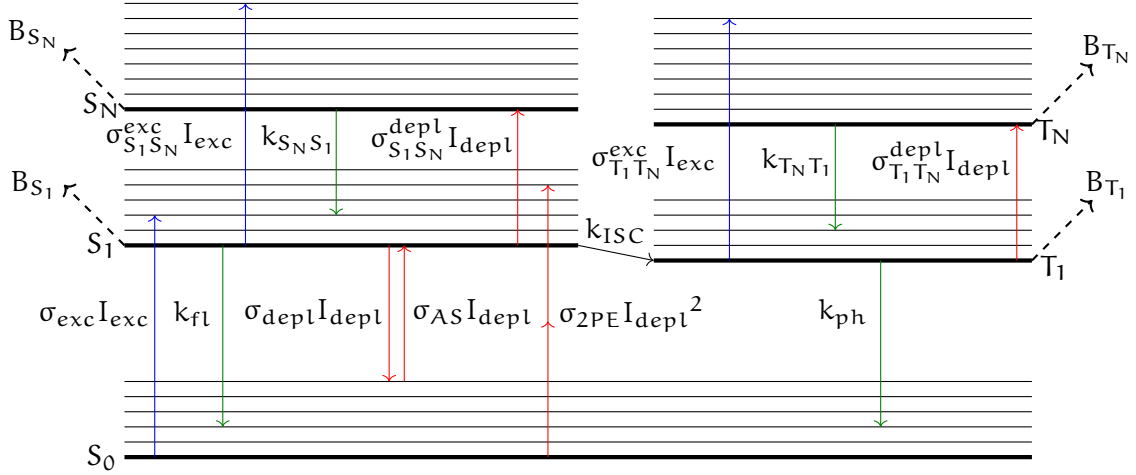 B_{S_N}
B_{T_N}
S_N
σ^{exc}_{S_1S_N}I_{exc}
k_{S_NS_1}
σ^{depl}_{S_1S_N}I_{depl}
T_N
σ^{exc}_{T_1T_N}I_{exc}
k_{T_NT_1}
σ^{depl}_{T_1T_N}I_{depl}
B_{S_1}
B_{T_1}
k_{ISC}
S_1
T_1
σ_{exc}I_{exc}
k_{fl}
σ_{depl}I_{depl}
σ_{AS}I_{depl}
σ_{2PE}I_{depl}²
k_{ph}
S_0